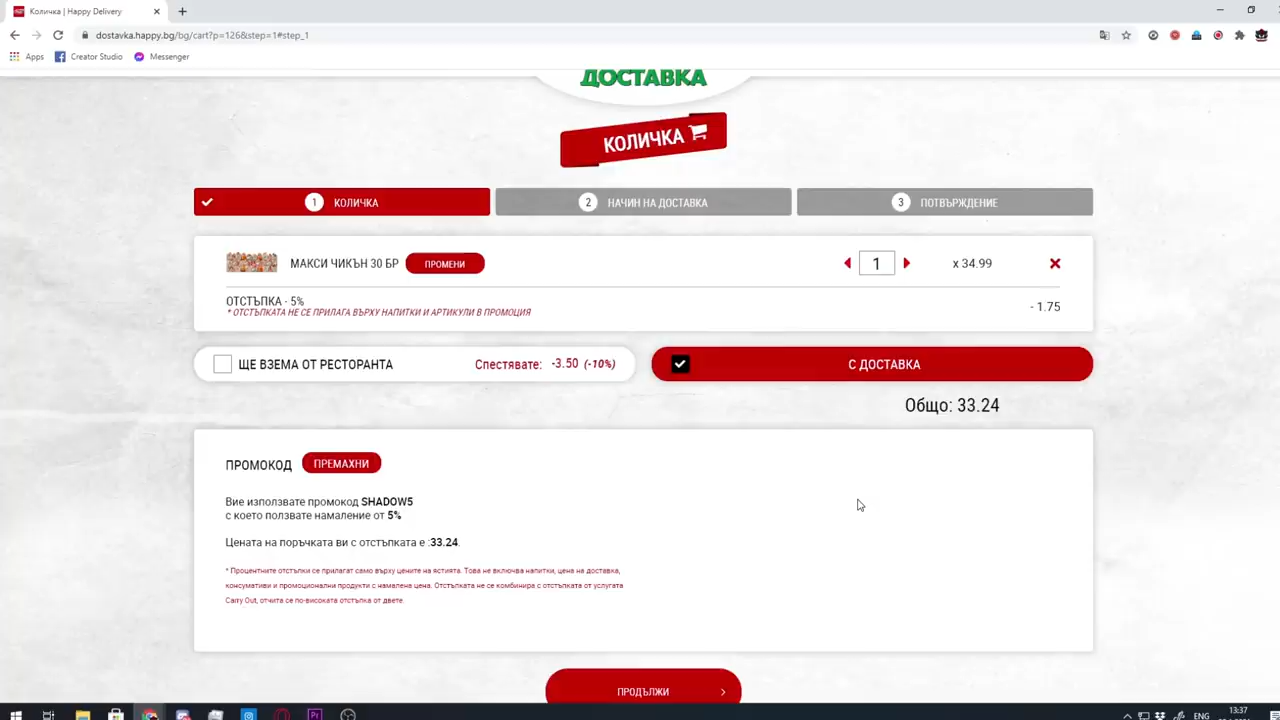 Количка | Happy Delivery
dostavka.happy.bg/bg/cart?p=126&step=1#step_1
Apps Creator Studio Messenger
ДОСТАВКА
КОЛИЧКА
1 КОЛИЧКА
2 НАЧИН НА ДОСТАВКА
3 ПОТВЪРЖДЕНИЕ
МАКСИ ЧИКЪН 30 БР ПРОМЕНИ 1 x 34.99
ОТСТЪПКА - 5%
* ОТСТЪПКАТА НЕ СЕ ПРИЛАГА ВЪРХУ НАПИТКИ И АРТИКУЛИ В ПРОМОЦИЯ
- 1.75
ЩЕ ВЗЕМА ОТ РЕСТОРАНТА Спестявате: -3.50 (-10%)
С ДОСТАВКА
Общо: 33.24
ПРОМОКОД ПРЕМАХНИ
Вие използвате промокод SHADOW5
с което ползвате намаление от 5%
Цената на поръчката ви с отстъпката е :33.24.
* Процентните отстъпки се прилагат само върху цените на ястията. Това не включва напитки, цена на доставка,
консумативи и промоционални продукти с намалена цена. Отстъпката не се комбинира с отстъпката от услугата
Carry Out, отчита се по-високата отстъпка от двете.
ПРОДЪЛЖИ
ENG
13:37